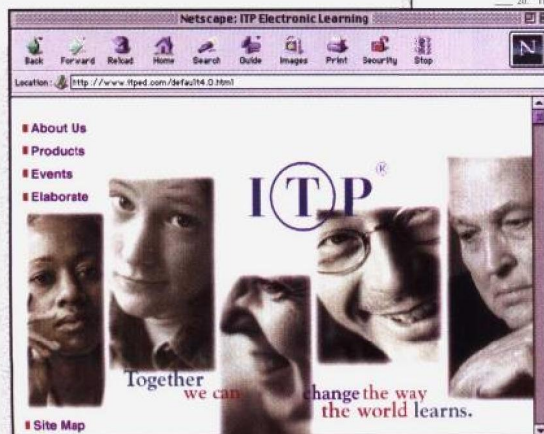 Netscape: ITP Electronic Learning
Back Forward Reload Home Search Guide Images Print Security Stop
N
Location: http://www.itped.com/default4.0.html
About Us
Products
Events
Elaborate
ITP®
Together
we can change the way
the world learns.
Site Map